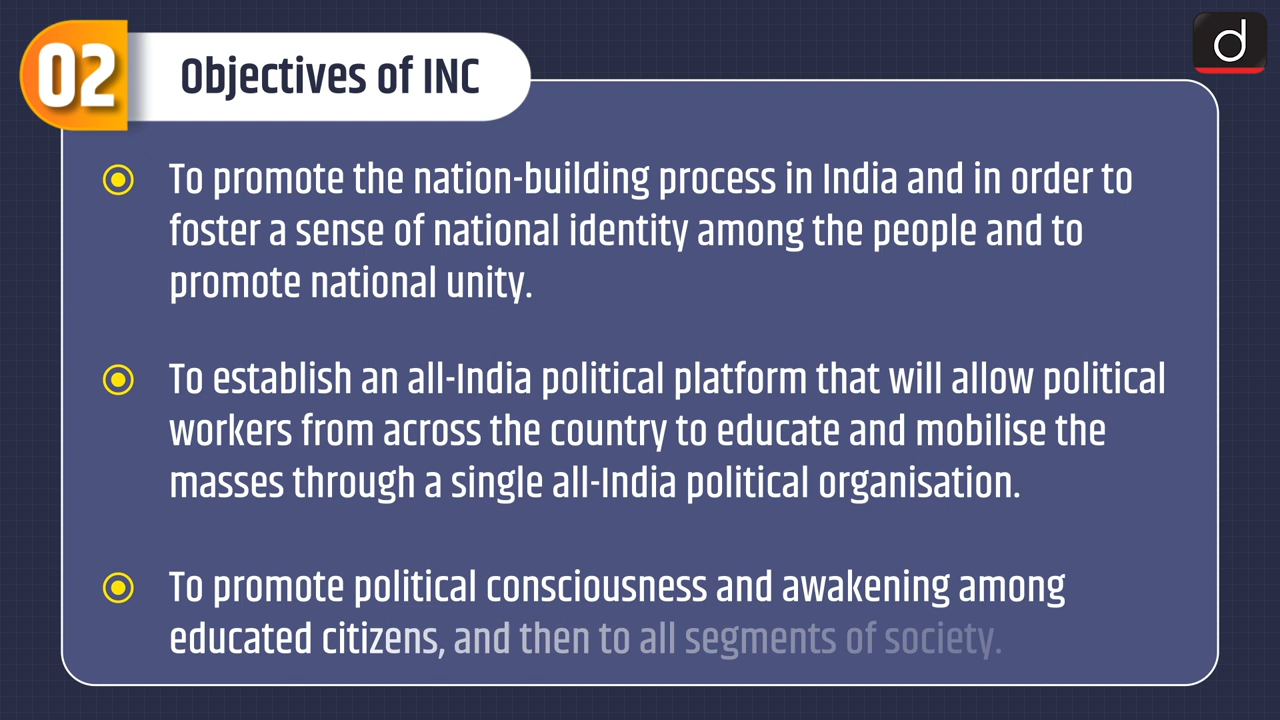 02
Objectives of INC
d
To promote the nation-building process in India and in order to
foster a sense of national identity among the people and to
promote national unity.
To establish an all-India political platform that will allow political
workers from across the country to educate and mobilise the
masses through a single all-India political organisation.
To promote political consciousness and awakening among
educated citizens, and then to all segments of society.